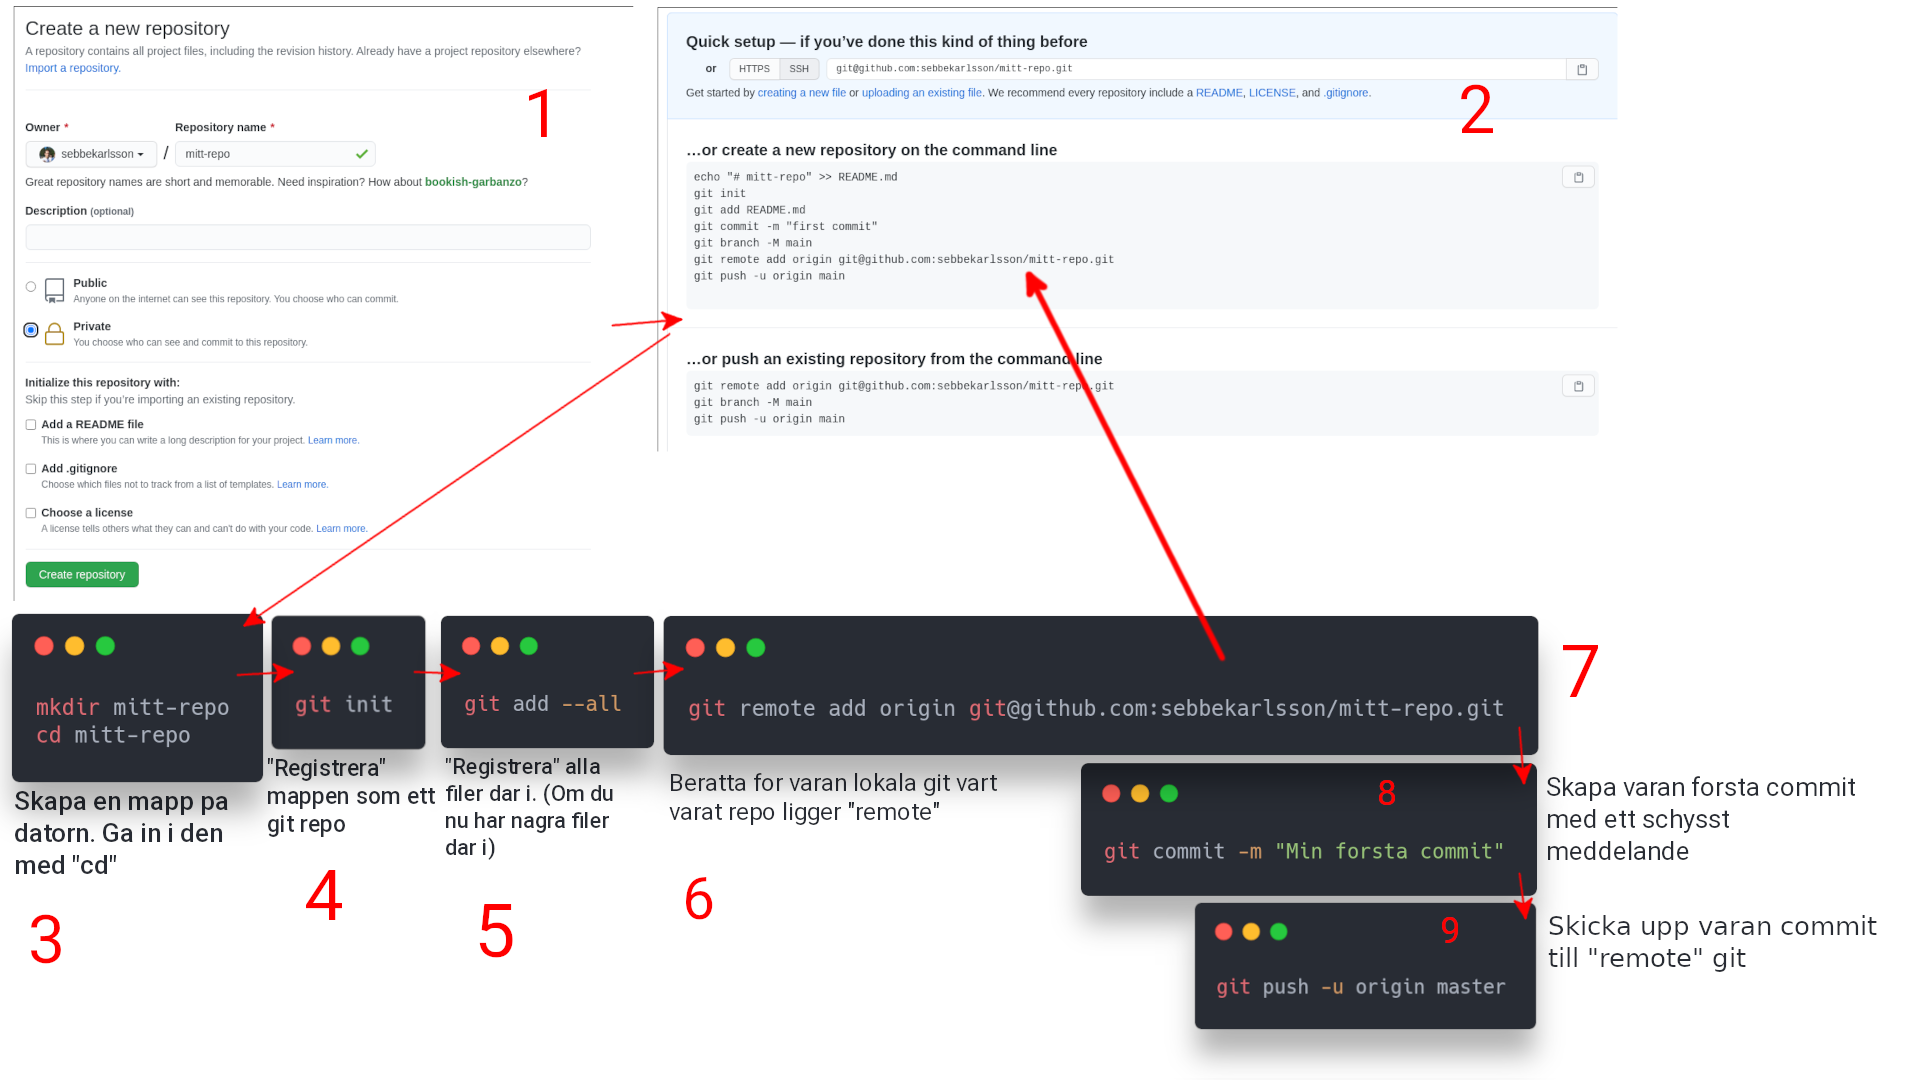 Create a new repository
A repository contains all project files, including the revision history. Already have a project repository elsewhere?
Import a repository.
1
Owner *
Repository name *
sebbekarlsson
/
mitt-repo
Great repository names are short and memorable. Need inspiration? How about bookish-garbanzo?
Description (optional)
Public
Anyone on the internet can see this repository. You choose who can commit.
Private
You choose who can see and commit to this repository.
Initialize this repository with:
Skip this step if you're importing an existing repository.
Add a README file
This is where you can write a long description for your project. Learn more.
Add .gitignore
Choose which files not to track from a list of templates. Learn more.
Choose a license
A license tells others what they can and can't do with your code. Learn more.
Create repository
Quick setup — if you've done this kind of thing before
or
HTTPS
SSH
git@github.com:sebbekarlsson/mitt-repo.git
Get started by creating a new file or uploading an existing file. We recommend every repository include a README, LICENSE, and .gitignore.
2
…or create a new repository on the command line
echo "# mitt-repo" >> README.md
git init
git add README.md
git commit -m "first commit"
git branch -M main
git remote add origin git@github.com:sebbekarlsson/mitt-repo.git
git push -u origin main
…or push an existing repository from the command line
git remote add origin git@github.com:sebbekarlsson/mitt-repo.git
git branch -M main
git push -u origin main
mkdir mitt-repo
cd mitt-repo
Skapa en mapp pa
datorn. Ga in i den
med "cd"
3
git init
"Registrera"
mappen som ett
git repo
4
git add --all
"Registrera" alla
filer dar i. (Om du
nu har nagra filer
dar i)
5
git remote add origin git@github.com:sebbekarlsson/mitt-repo.git
Beratta for varan lokala git vart
varat repo ligger "remote"
6
7
8
git commit -m "Min forsta commit"
Skapa varan forsta commit
med ett schysst
meddelande
9
git push -u origin master
Skicka upp varan commit
till "remote" git